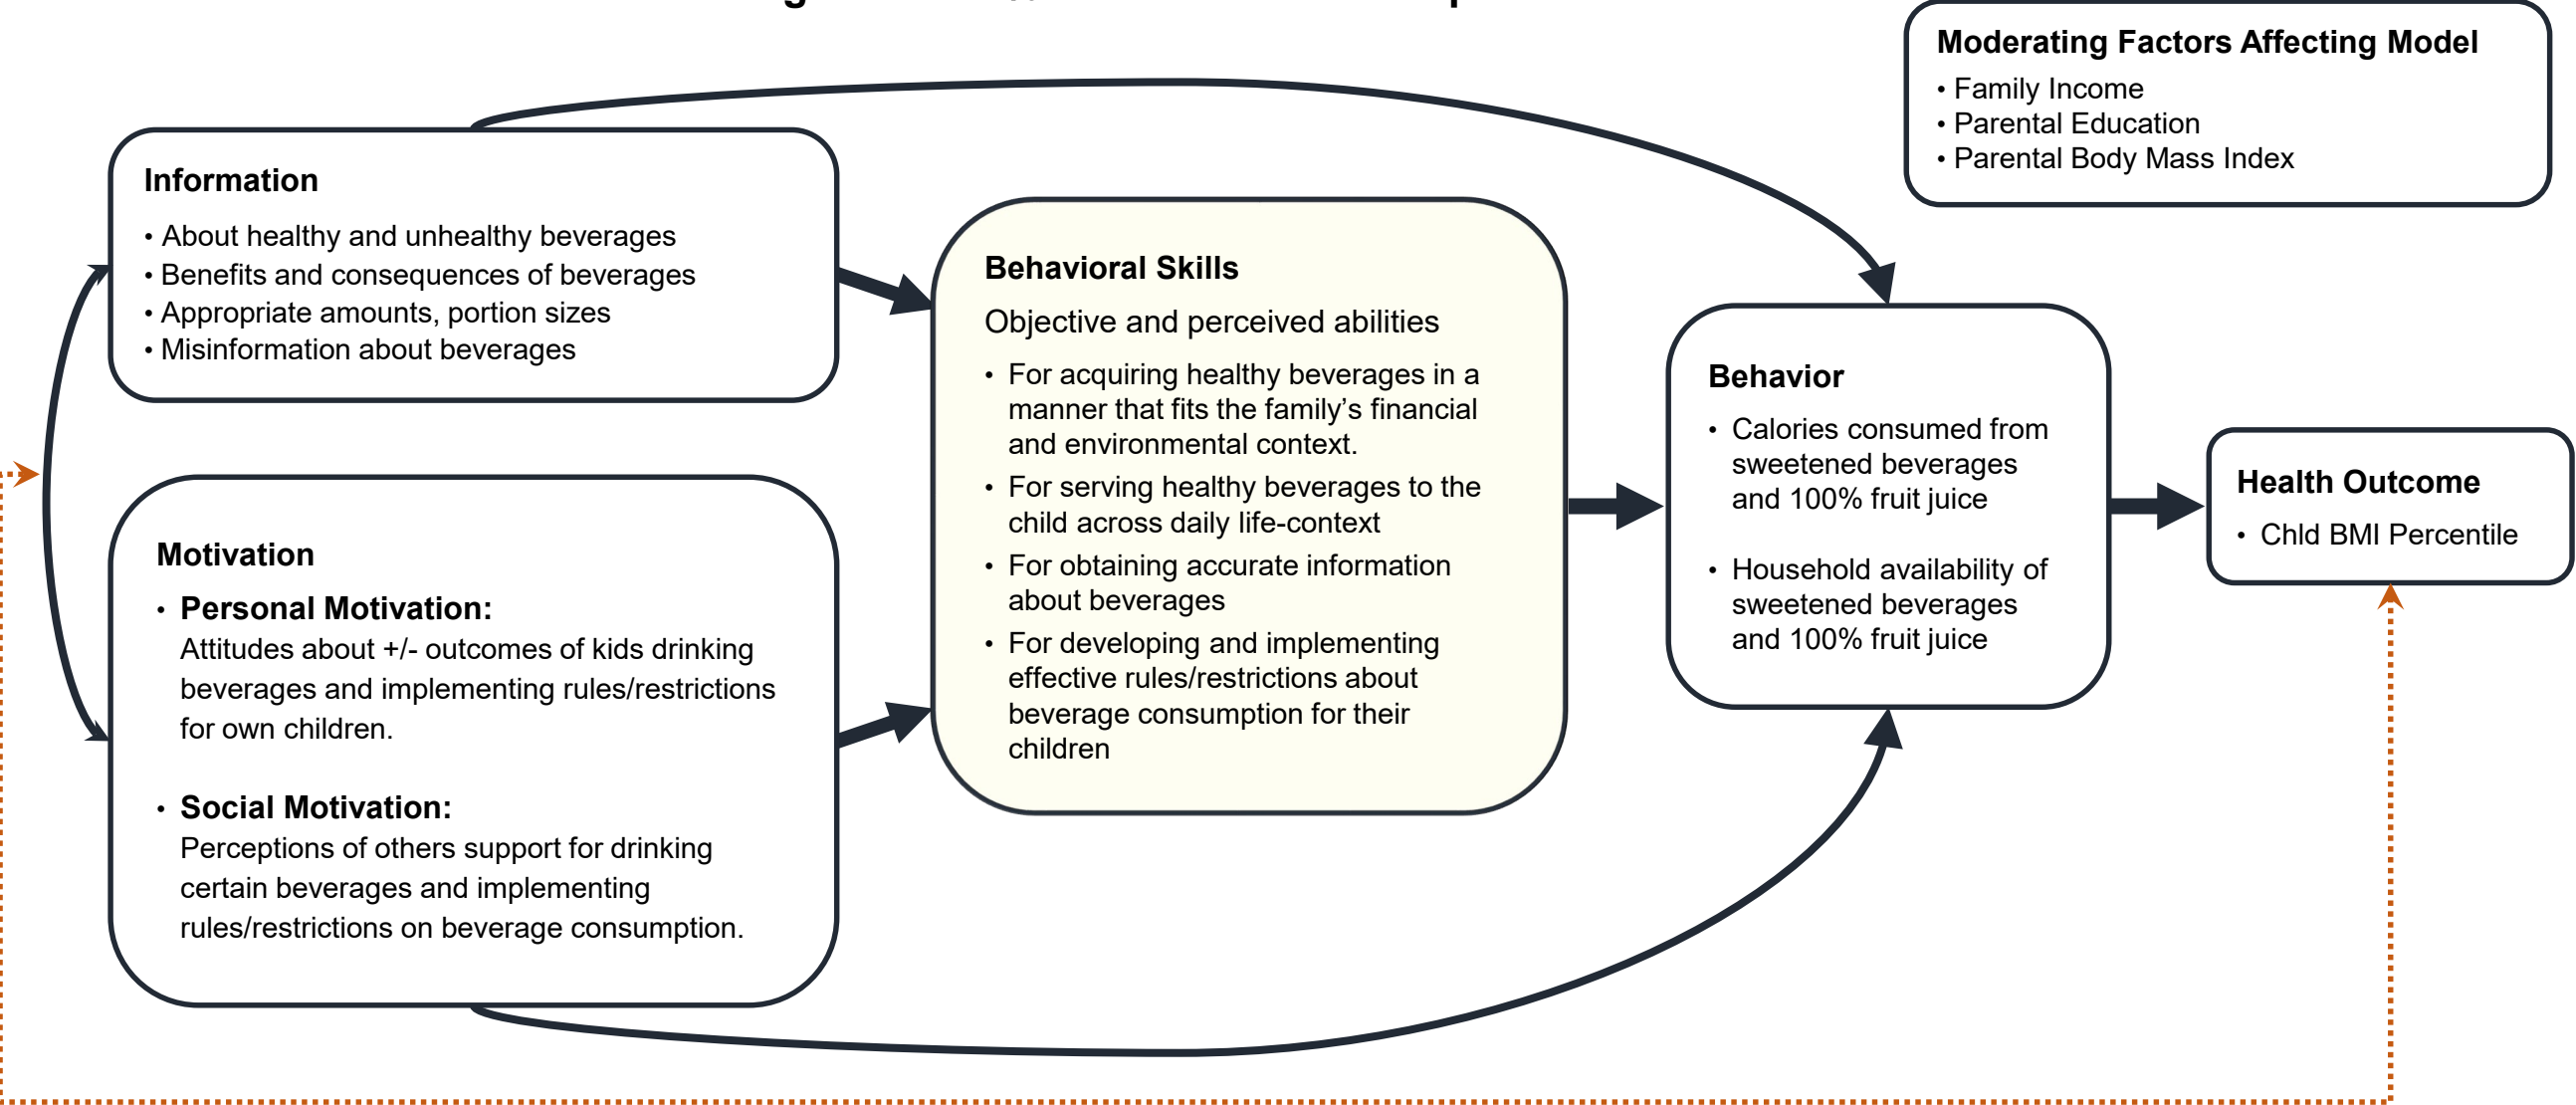 Moderating Factors Affecting Model
• Family Income
• Parental Education
• Parental Body Mass Index
Information
• About healthy and unhealthy beverages
• Benefits and consequences of beverages
• Appropriate amounts, portion sizes
• Misinformation about beverages
Motivation
• Personal Motivation:
Attitudes about +/- outcomes of kids drinking
beverages and implementing rules/restrictions
for own children.
• Social Motivation:
Perceptions of others support for drinking
certain beverages and implementing
rules/restrictions on beverage consumption.
Behavioral Skills
Objective and perceived abilities
• For acquiring healthy beverages in a
manner that fits the family’s financial
and environmental context.
• For serving healthy beverages to the
child across daily life-context
• For obtaining accurate information
about beverages
• For developing and implementing
effective rules/restrictions about
beverage consumption for their
children
Behavior
• Calories consumed from
sweetened beverages
and 100% fruit juice
• Household availability of
sweetened beverages
and 100% fruit juice
Health Outcome
• Chld BMI Percentile